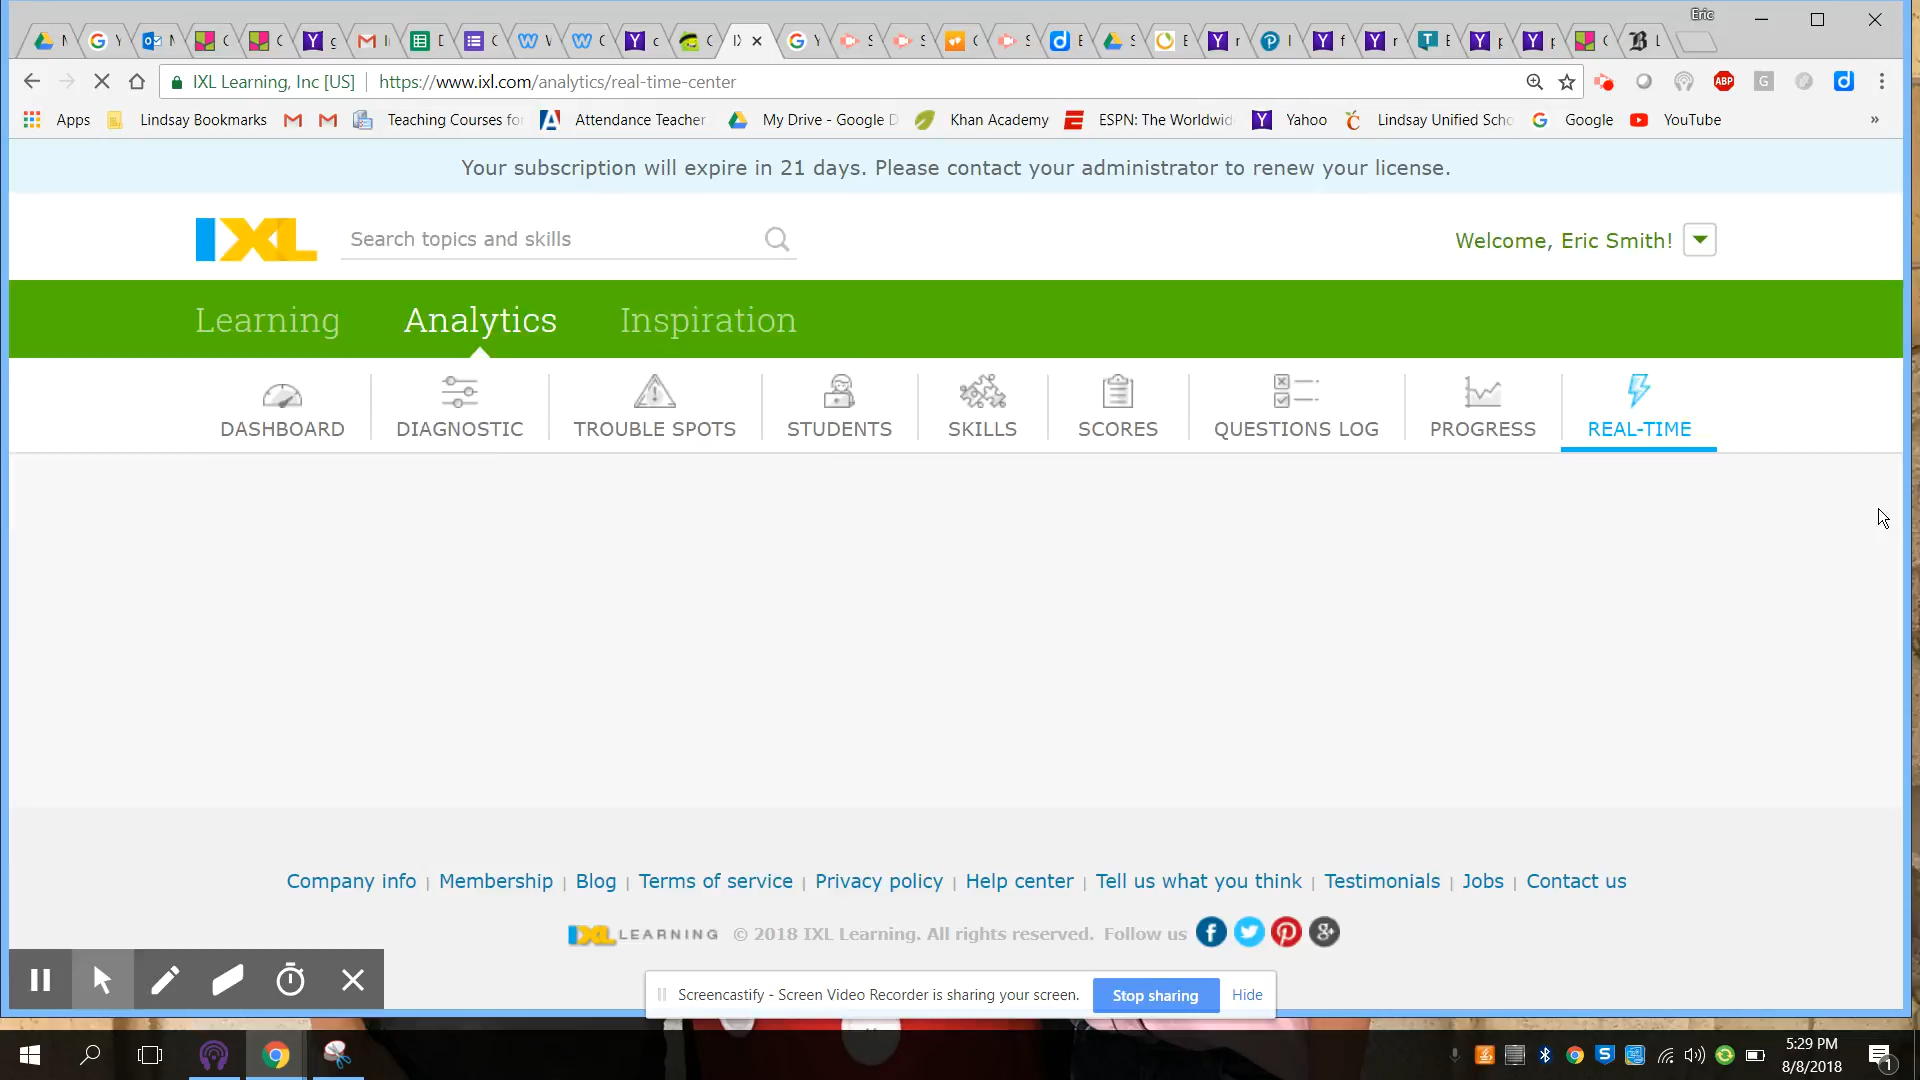 Eric
IXL Learning, Inc [US] https://www.ixl.com/analytics/real-time-center
Apps Lindsay Bookmarks Teaching Courses fo Attendance Teacher My Drive - Google D Khan Academy ESPN: The Worldwid Yahoo Lindsay Unified Scho Google YouTube »
Your subscription will expire in 21 days. Please contact your administrator to renew your license.
IXL Search topics and skills Welcome, Eric Smith!
Learning Analytics Inspiration
DASHBOARD DIAGNOSTIC TROUBLE SPOTS STUDENTS SKILLS SCORES QUESTIONS LOG PROGRESS REAL-TIME
Company info | Membership | Blog | Terms of service | Privacy policy | Help center | Tell us what you think | Testimonials | Jobs | Contact us
IXL LEARNING © 2018 IXL Learning. All rights reserved. Follow us
Screencastify - Screen Video Recorder is sharing your screen. Stop sharing Hide
5:29 PM
8/8/2018
1